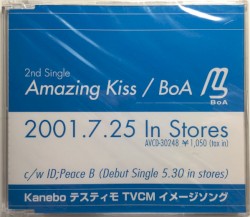 2nd Single
Amazing Kiss / BoA
BoA
2001.7.25 In Stores
AVCD-30248 ¥1,050 (tax in)
c/w ID;Peace B (Debut Single 5.30 in stores)
Kanebo テスティモ TVCM イメージソング